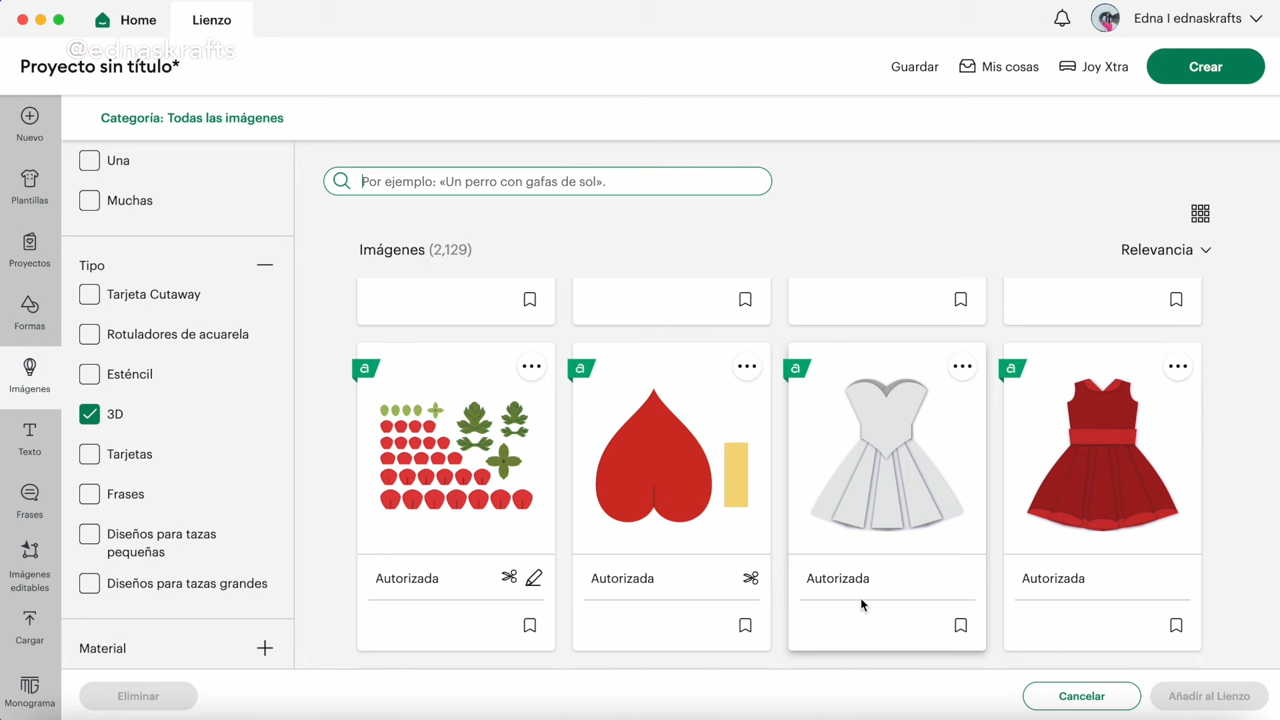 Home
Lienzo
Edna I ednaskrafts
@ednaskrafts
Proyecto sin título*
Guardar
Mis cosas
Joy Xtra
Crear
Nuevo
Plantillas
Proyectos
Formas
Imágenes
Texto
Frases
Imágenes
editables
Cargar
Monograma
Categoría: Todas las imágenes
Una
Muchas
Tipo
Tarjeta Cutaway
Rotuladores de acuarela
Esténcil
3D
Tarjetas
Frases
Diseños para tazas
pequeñas
Diseños para tazas grandes
Material
Por ejemplo: «Un perro con gafas de sol».
Imágenes (2,129)
Relevancia
a
a
a
a
Autorizada
Autorizada
Autorizada
Autorizada
Eliminar
Cancelar
Añadir al Lienzo